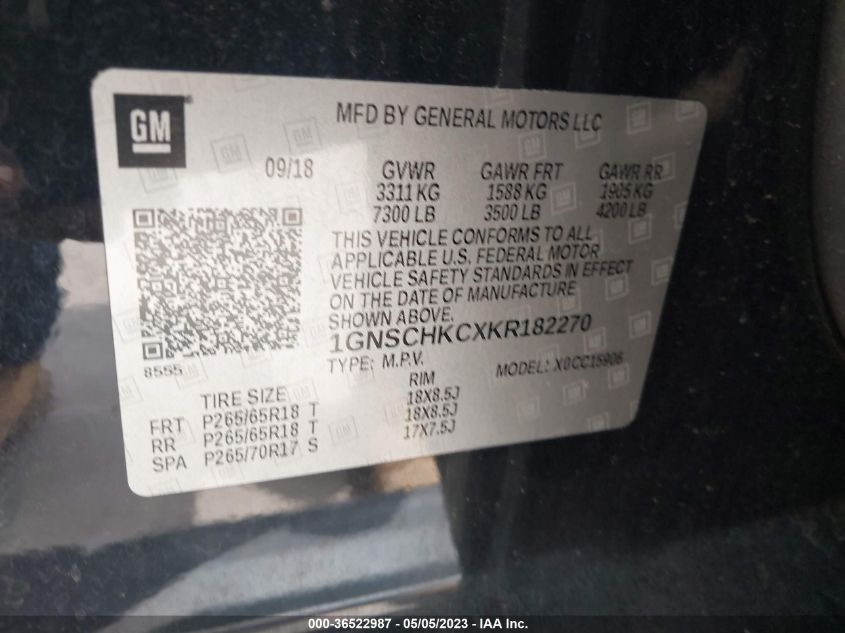 GM ®
MFD BY GENERAL MOTORS LLC
09/18 GVWR GAWR FRT GAWR RR
3311 KG 1588 KG 1905 KG
7300 LB 3500 LB 4200 LB
THIS VEHICLE CONFORMS TO ALL
APPLICABLE U.S. FEDERAL MOTOR
VEHICLE SAFETY STANDARDS IN EFFECT
ON THE DATE OF MANUFACTURE
SHOWN ABOVE.
1GNSCHKCXKR182270
8555
TYPE: M.P.V. MODEL: X0CC15906
TIRE SIZE RIM
FRT P265/65R18 T 18X8.5J
RR P265/65R18 T 18X8.5J
SPA P265/70R17 S 17X7.5J
000-36522987 - 05/05/2023 - IAA Inc.